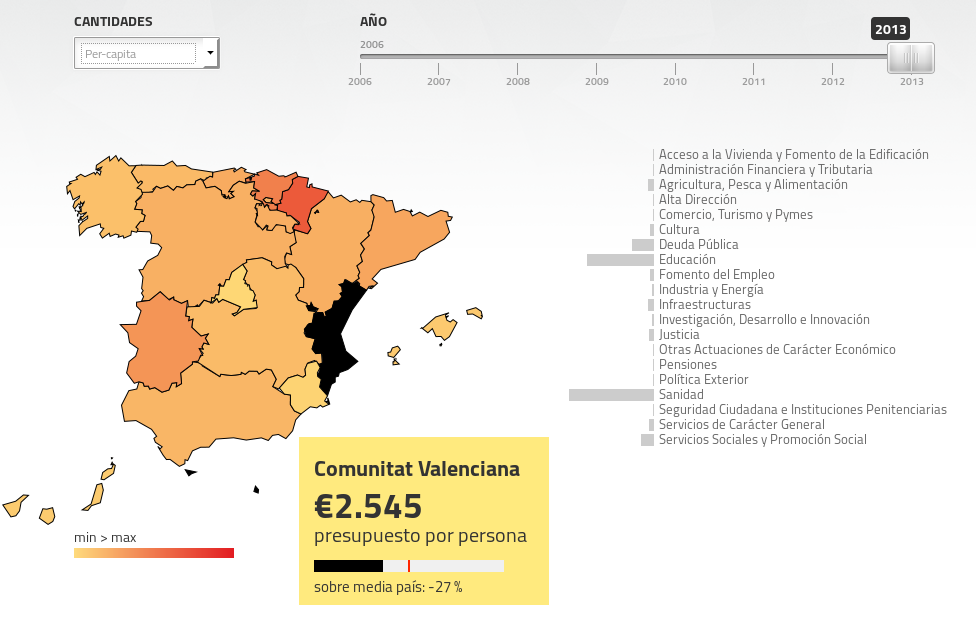 CANTIDADES
Per-capita
AÑO
2013
2006
2006 2007 2008 2009 2010 2011 2012 2013
Acceso a la Vivienda y Fomento de la Edificación
Administración Financiera y Tributaria
Agricultura, Pesca y Alimentación
Alta Dirección
Comercio, Turismo y Pymes
Cultura
Deuda Pública
Educación
Fomento del Empleo
Industria y Energía
Infraestructuras
Investigación, Desarrollo e Innovación
Justicia
Otras Actuaciones de Carácter Económico
Pensiones
Política Exterior
Sanidad
Seguridad Ciudadana e Instituciones Penitenciarias
Servicios de Carácter General
Servicios Sociales y Promoción Social
min > max
Comunitat Valenciana
€2.545
presupuesto por persona
sobre media país: -27 %